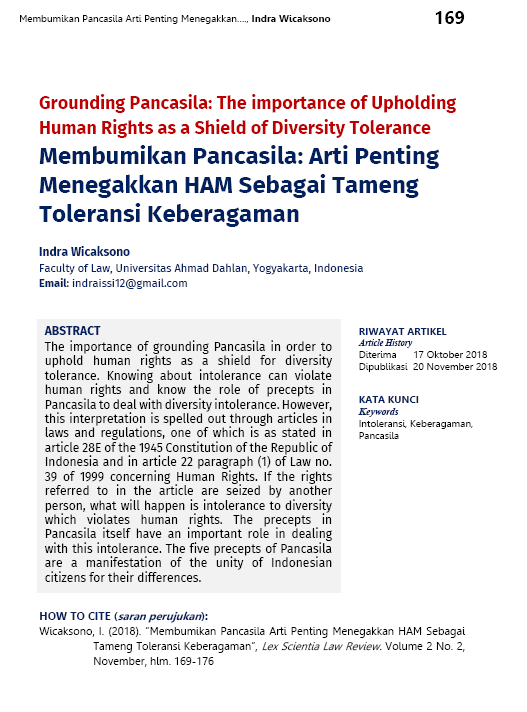 Membumikan Pancasila Arti Penting Menegakkan...., Indra Wicaksono
169
Grounding Pancasila: The importance of Upholding
Human Rights as a Shield of Diversity Tolerance
Membumikan Pancasila: Arti Penting
Menegakkan HAM Sebagai Tameng
Toleransi Keberagaman
Indra Wicaksono
Faculty of Law, Universitas Ahmad Dahlan, Yogyakarta, Indonesia
Email: indraissi12@gmail.com
ABSTRACT
The importance of grounding Pancasila in order to
uphold human rights as a shield for diversity
tolerance. Knowing about intolerance can violate
human rights and know the role of precepts in
Pancasila to deal with diversity intolerance. However,
this interpretation is spelled out through articles in
laws and regulations, one of which is as stated in
article 28E of the 1945 Constitution of the Republic of
Indonesia and in article 22 paragraph (1) of Law no.
39 of 1999 concerning Human Rights. If the rights
referred to in the article are seized by another
person, what will happen is intolerance to diversity
which violates human rights. The precepts in
Pancasila itself have an important role in dealing
with this intolerance. The five precepts of Pancasila
are a manifestation of the unity of Indonesian
citizens for their differences.
RIWAYAT ARTIKEL
Article History
Diterima 17 Oktober 2018
Dipublikasi 20 November 2018
KATA KUNCI
Keywords
Intoleransi, Keberagaman,
Pancasila
HOW TO CITE (saran perujukan):
Wicaksono, I. (2018). "Membumikan Pancasila Arti Penting Menegakkan HAM Sebagai
Tameng Toleransi Keberagaman", Lex Scientia Law Review. Volume 2 No. 2,
November, hlm. 169-176